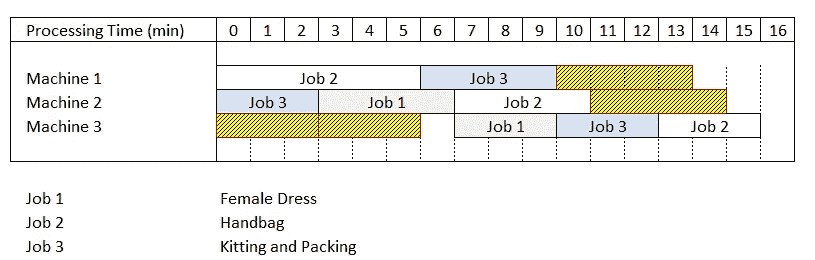 Processing Time (min) 0 1 2 3 4 5 6 7 8 9 10 11 12 13 14 15 16
Machine 1 Job 2 Job 3
Machine 2 Job 3 Job 1 Job 2
Machine 3 Job 1 Job 3 Job 2
Job 1 Female Dress
Job 2 Handbag
Job 3 Kitting and Packing